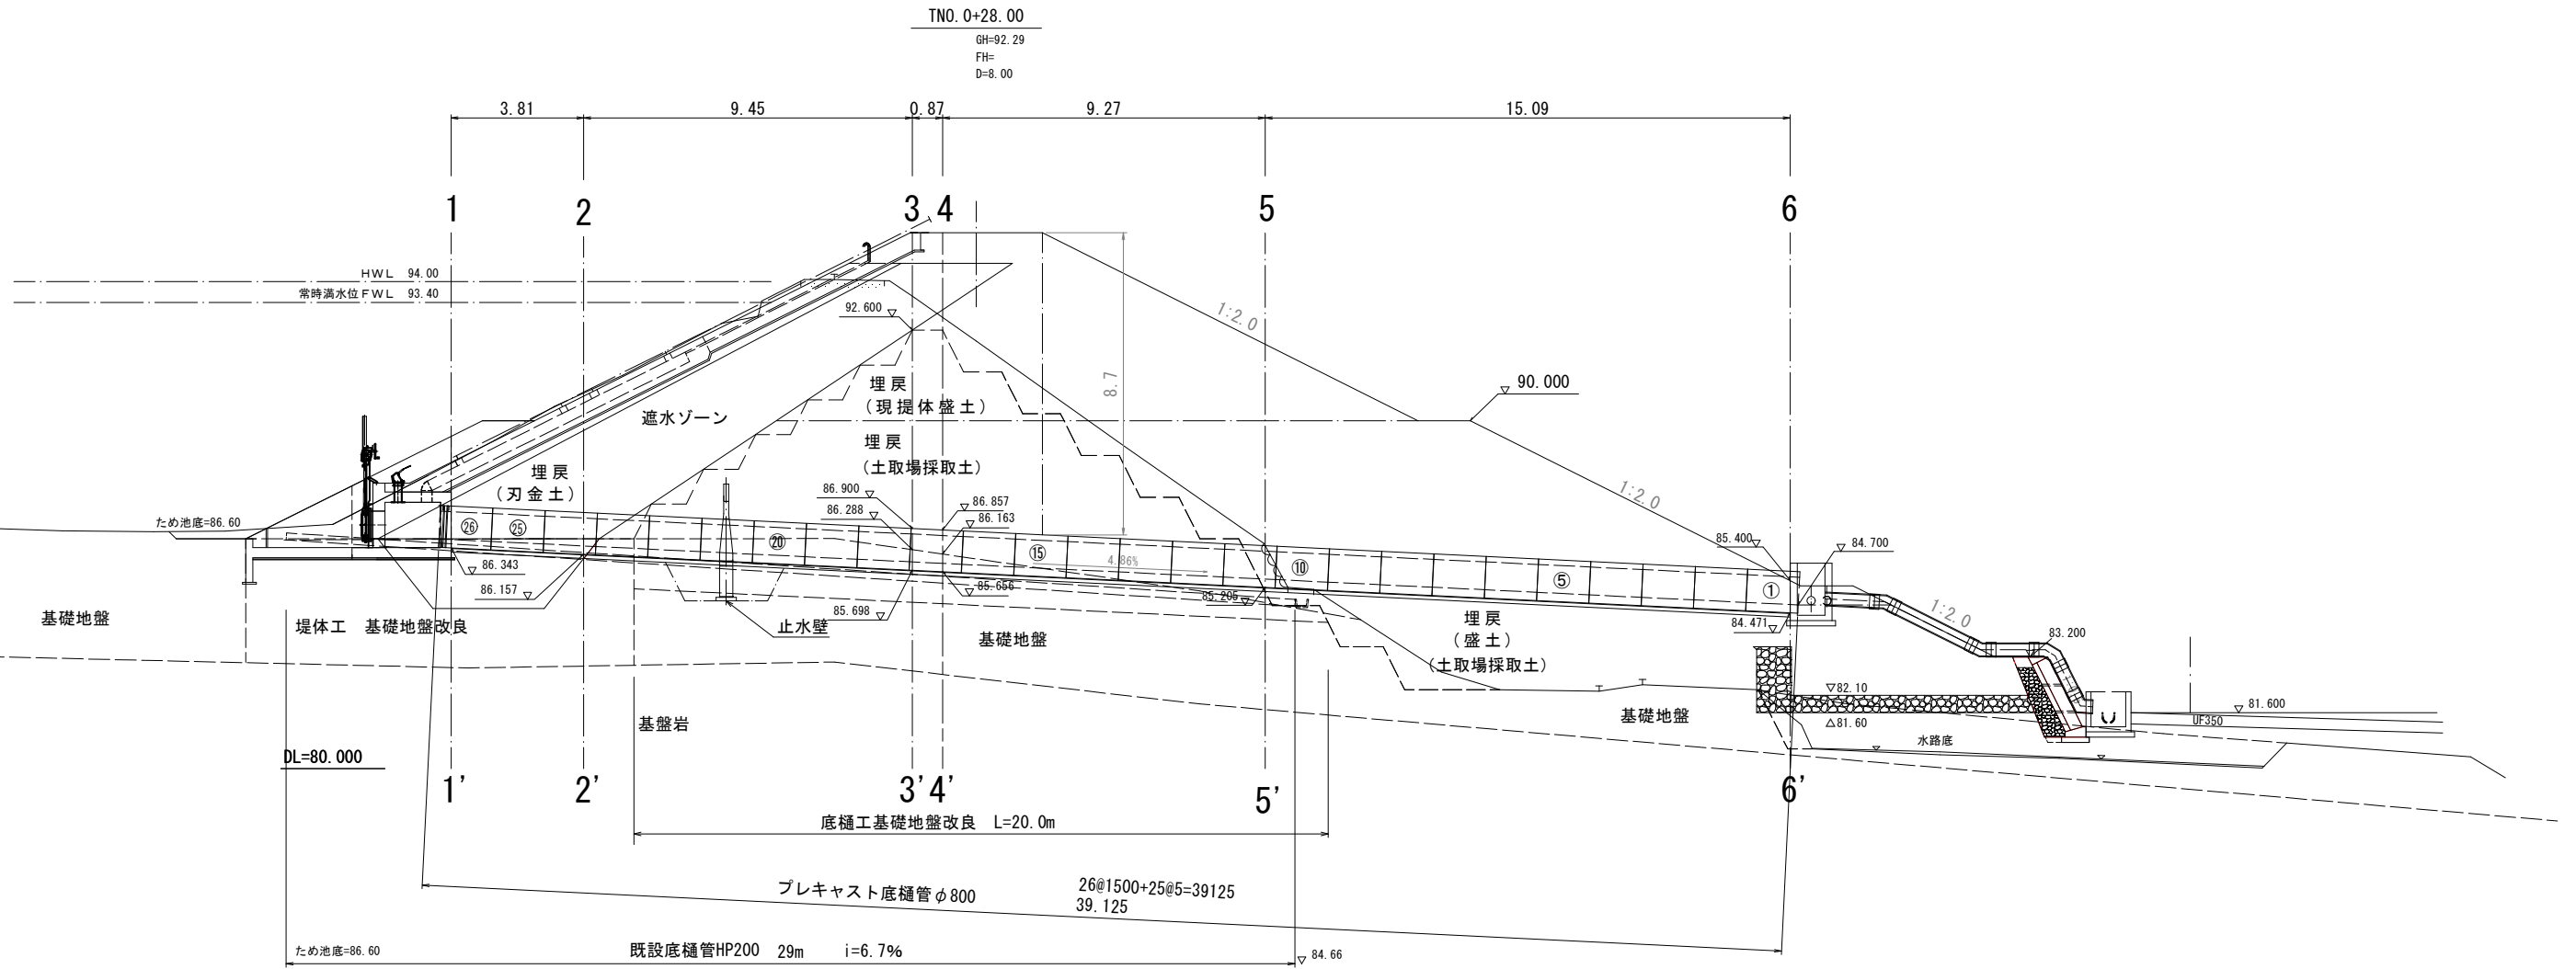 TNO. 0+28.00
GH=92.29
FH=
D=8.00
3.81
9.45
0.87
9.27
15.09
1
2
3
4
5
6
HWL 94.00
常時満水位FWL 93.40
92.600
1:2.0
8.7
90.000
埋戻
(現提体盛土)
遮水ゾーン
埋戻
(土取場採取土)
埋戻
(刃金土)
1:2.0
86.900
86.857
86.288
86.163
ため池底=86.60
㉖
㉕
⑳
⑮
4.86%
⑩
⑤
①
85.400
84.700
86.343
86.157
85.698
85.656
85.205
84.471
1:2.0
83.200
基礎地盤
堤体工 基礎地盤改良
止水壁
基礎地盤
埋戻
(盛土)
(土取場採取土)
基盤岩
基礎地盤
82.10
81.60
81.600
UF350
水路底
DL=80.000
1'
2'
3'
4'
5'
6'
底樋工基礎地盤改良 L=20.0m
プレキャスト底樋管φ800
26@1500+25@5=39125
39.125
ため池底=86.60
既設底樋管HP200 29m i=6.7%
84.66